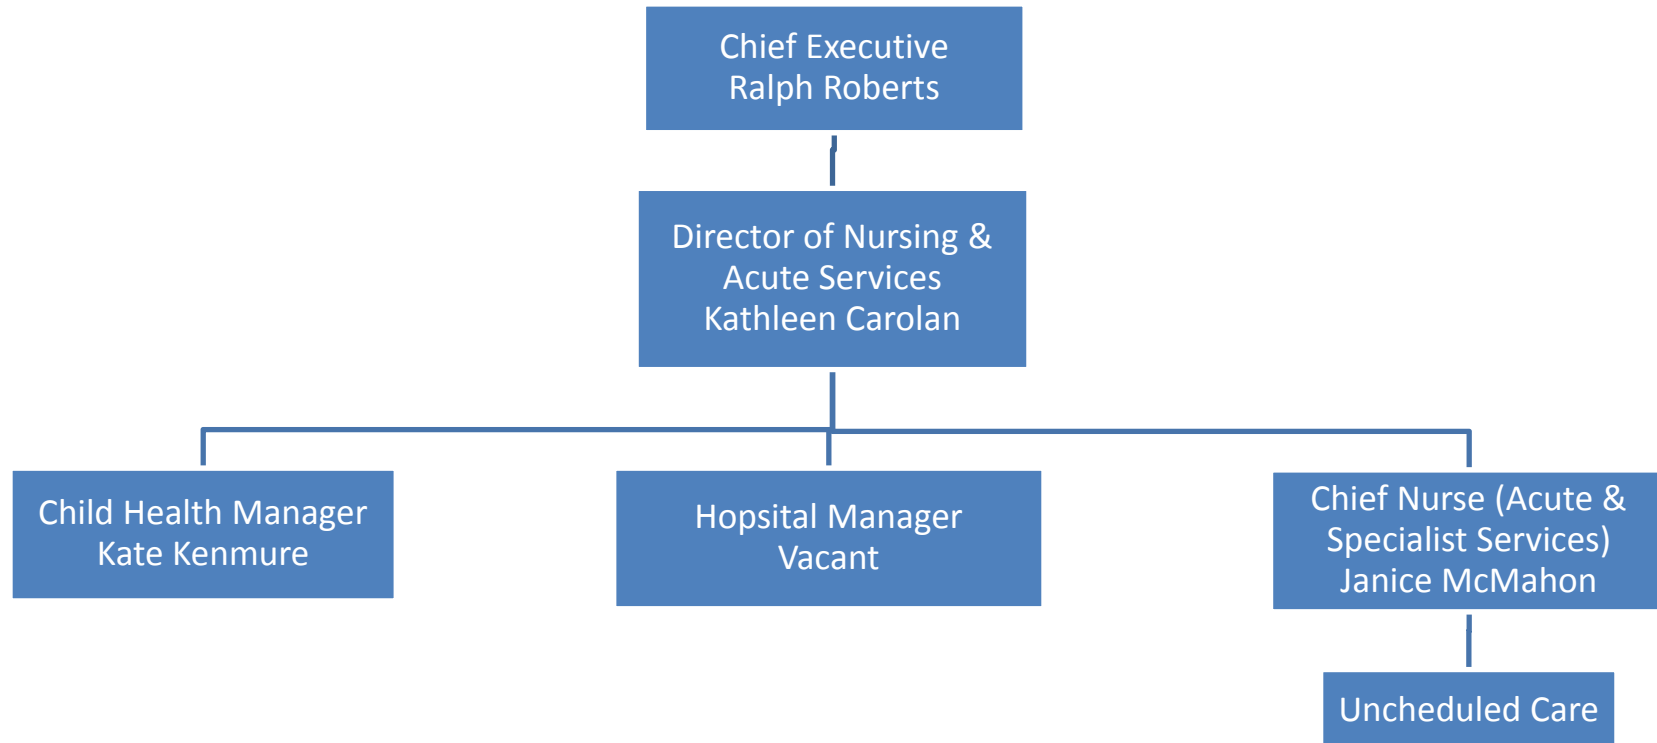 Chief Executive
Ralph Roberts
Director of Nursing &
Acute Services
Kathleen Carolan
Child Health Manager
Kate Kenmure
Hopsital Manager
Vacant
Chief Nurse (Acute &
Specialist Services)
Janice McMahon
Uncheduled Care